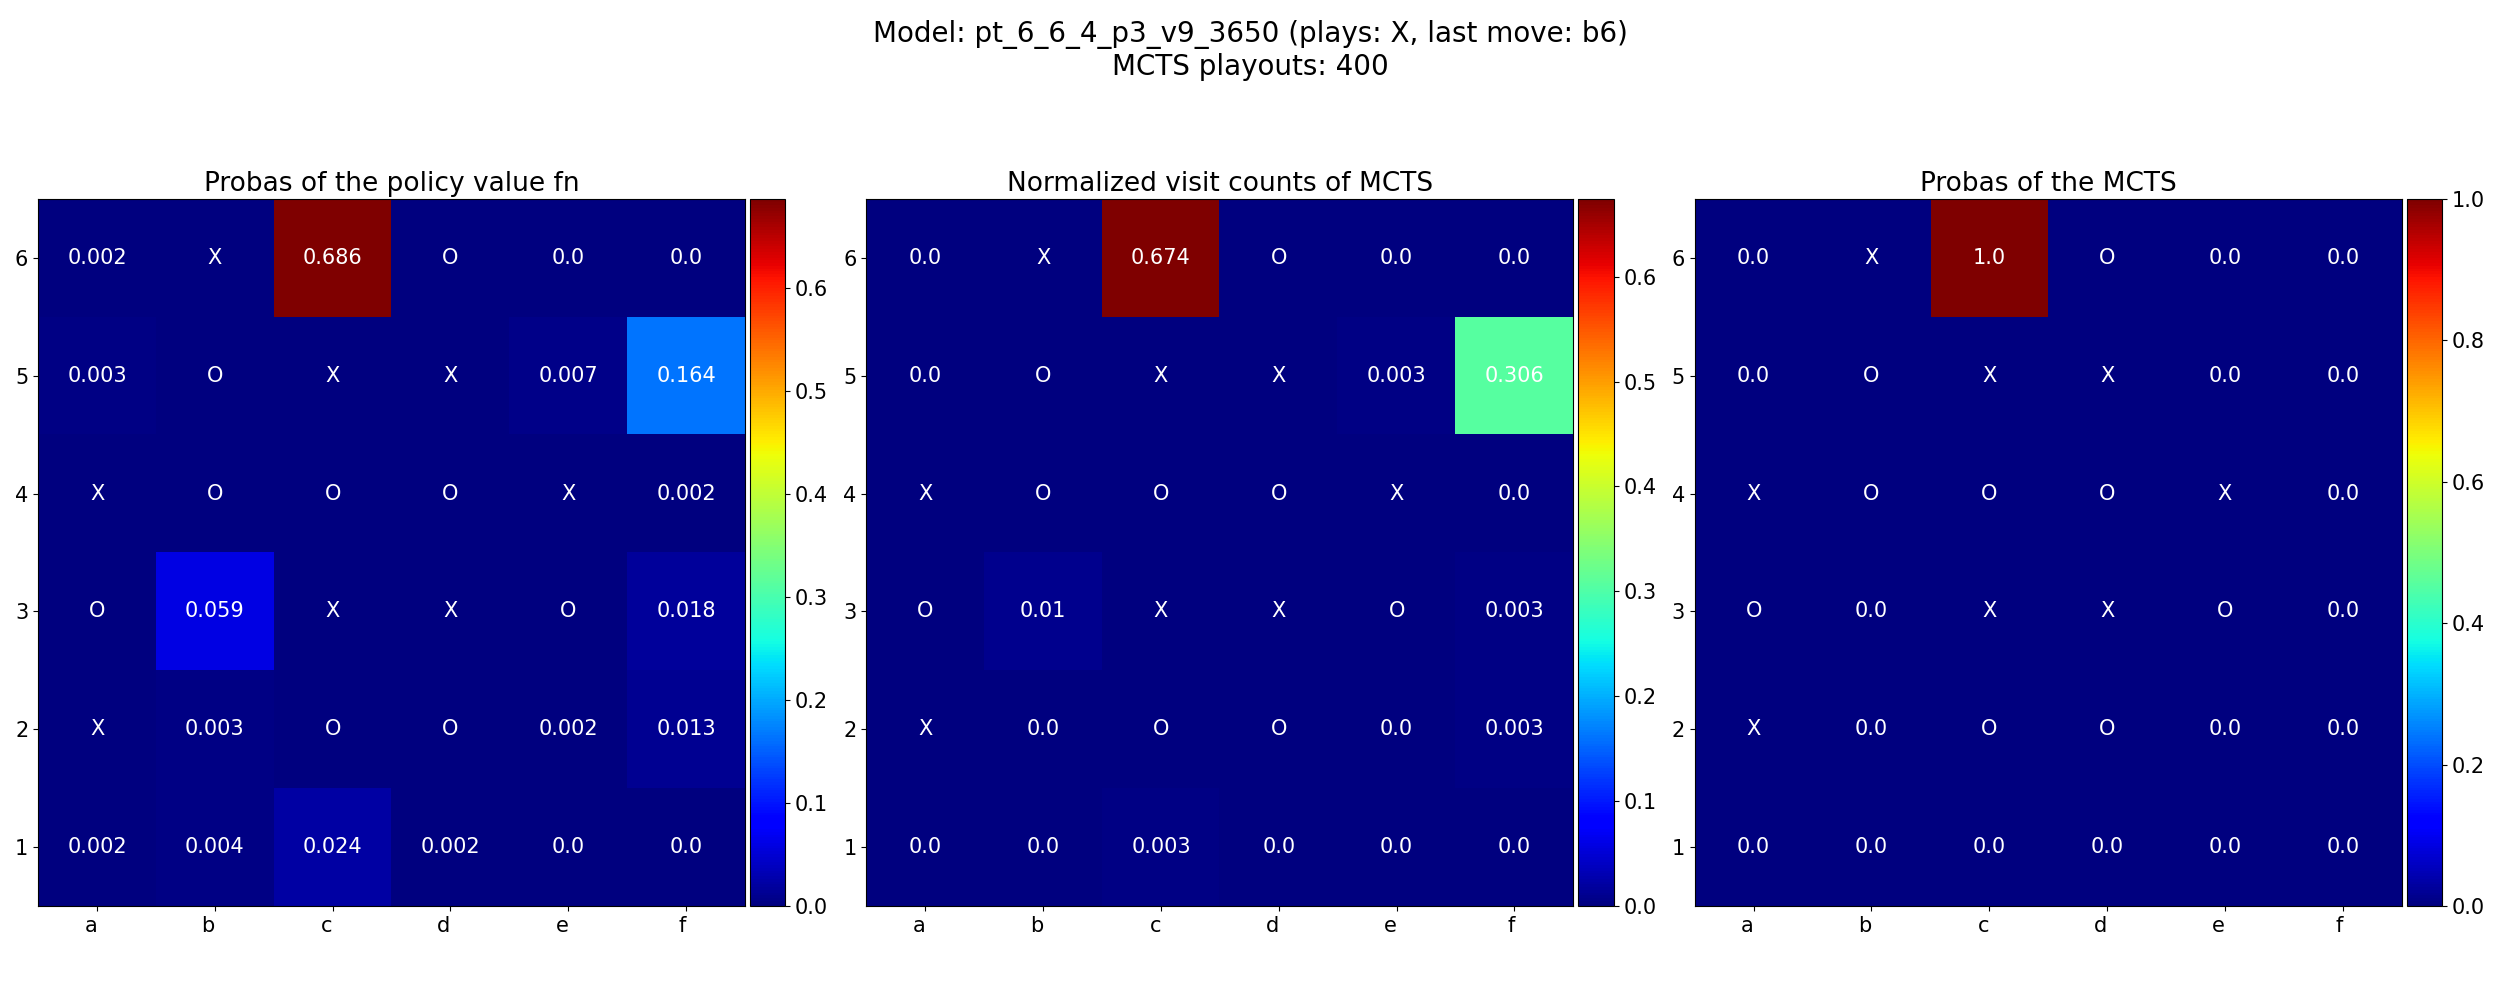 Model: pt_6_6_4_p3_v9_3650 (plays: X, last move: b6)
MCTS playouts: 400
Probas of the policy value fn
6 0.002 X 0.686 O 0.0 0.0
5 0.003 O X X 0.007 0.164
4 X O O O X 0.002
3 O 0.059 X X O 0.018
2 X 0.003 O O 0.002 0.013
1 0.002 0.004 0.024 0.002 0.0 0.0
a b c d e f
0.6
0.5
0.4
0.3
0.2
0.1
0.0
Normalized visit counts of MCTS
6 0.0 X 0.674 O 0.0 0.0
5 0.0 O X X 0.003 0.306
4 X O O O X 0.0
3 O 0.01 X X O 0.003
2 X 0.0 O O 0.0 0.003
1 0.0 0.0 0.003 0.0 0.0 0.0
a b c d e f
0.6
0.5
0.4
0.3
0.2
0.1
0.0
Probas of the MCTS
6 0.0 X 1.0 O 0.0 0.0
5 0.0 O X X 0.0 0.0
4 X O O O X 0.0
3 O 0.0 X X O 0.0
2 X 0.0 O O 0.0 0.0
1 0.0 0.0 0.0 0.0 0.0 0.0
a b c d e f
1.0
0.8
0.6
0.4
0.2
0.0